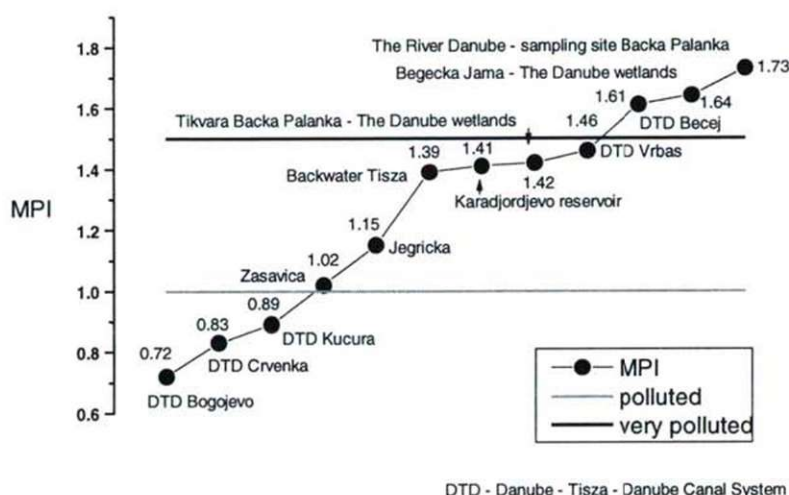 The River Danube - sampling site Backa Palanka
1.8
1.73
Begecka Jama - The Danube wetlands
1.61
1.64
1.6
Tikvara Backa Palanka - The Danube wetlands
1.46
DTD Becej
1.39
1.41
DTD Vrbas
1.4
Backwater Tisza
1.42
Karadjordjevo reservoir
MPI
1.2
1.15
Jegricka
1.02
Zasavica
1.0
0.89
0.83
DTD Kucura
0.8
0.72
DTD Crvenka
DTD Bogojevo
0.6
MPI
polluted
very polluted
DTD - Danube - Tisza - Danube Canal System